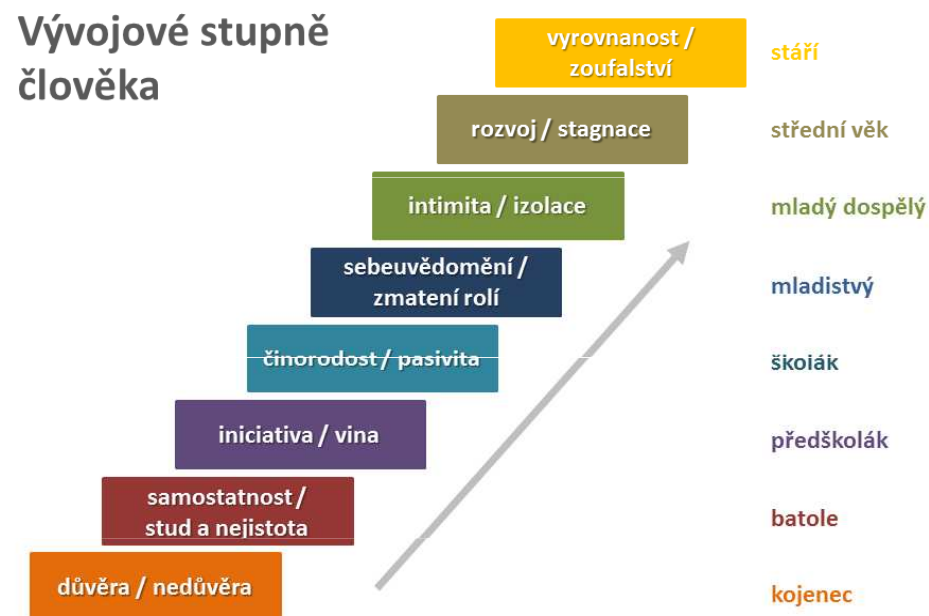 Vývojové stupně
člověka
vyrovnanost /
zoufalství
stáří
rozvoj / stagnace
střední věk
intimita / izolace
mladý dospělý
sebeuvědomění /
zmatení rolí
mladistvý
činorodost / pasivita
školák
iniciativa / vina
předškolák
samostatnost /
stud a nejistota
batole
důvěra / nedůvěra
kojenec